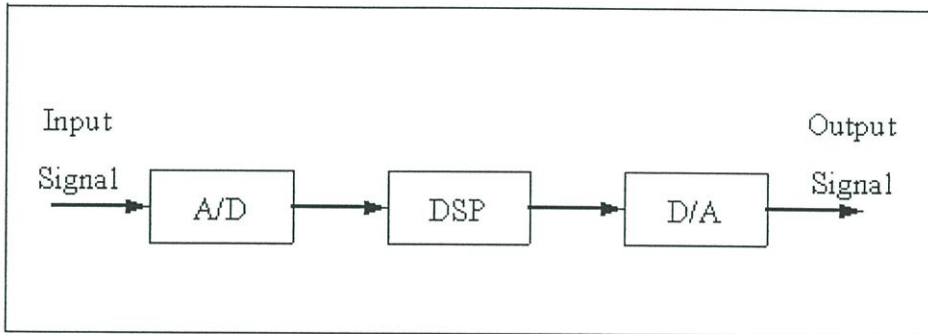 Input
Signal
A/D
DSP
D/A
Output
Signal